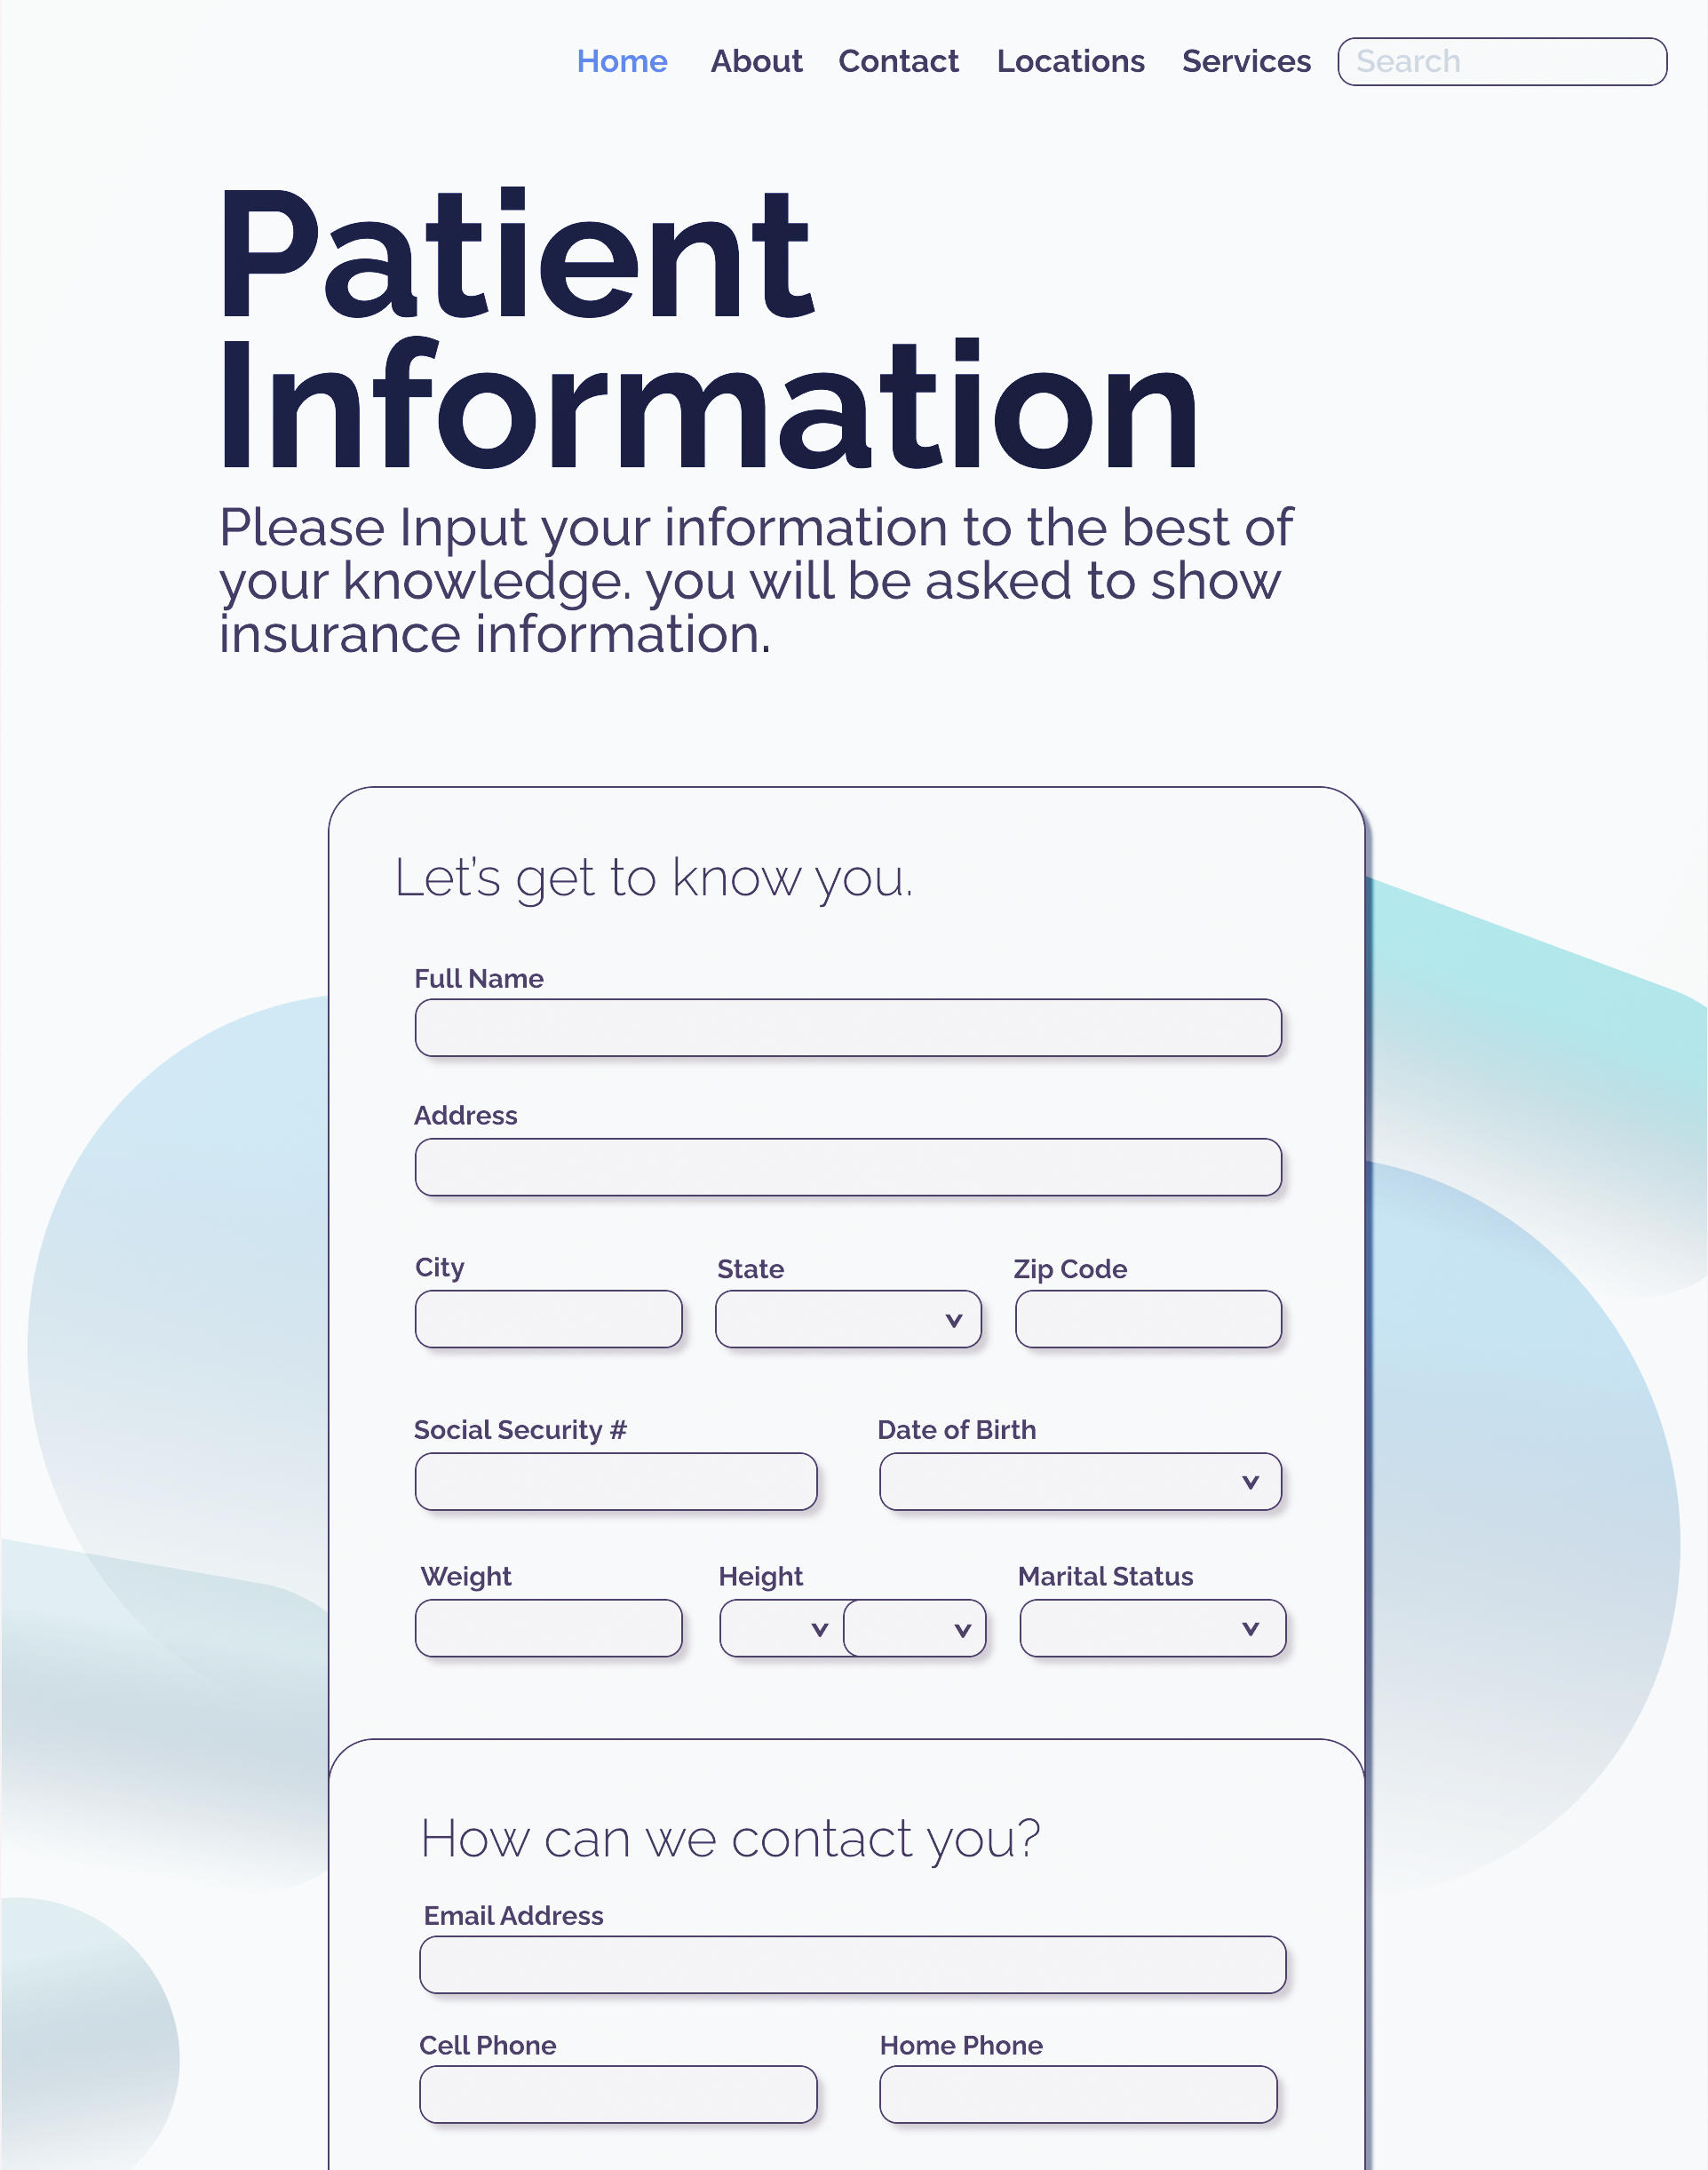 Home About Contact Locations Services Search
Patient
Information
Please Input your information to the best of
your knowledge. you will be asked to show
insurance information.
Let's get to know you.
Full Name
Address
City State Zip Code
Social Security # Date of Birth
Weight Height Marital Status
How can we contact you?
Email Address
Cell Phone Home Phone